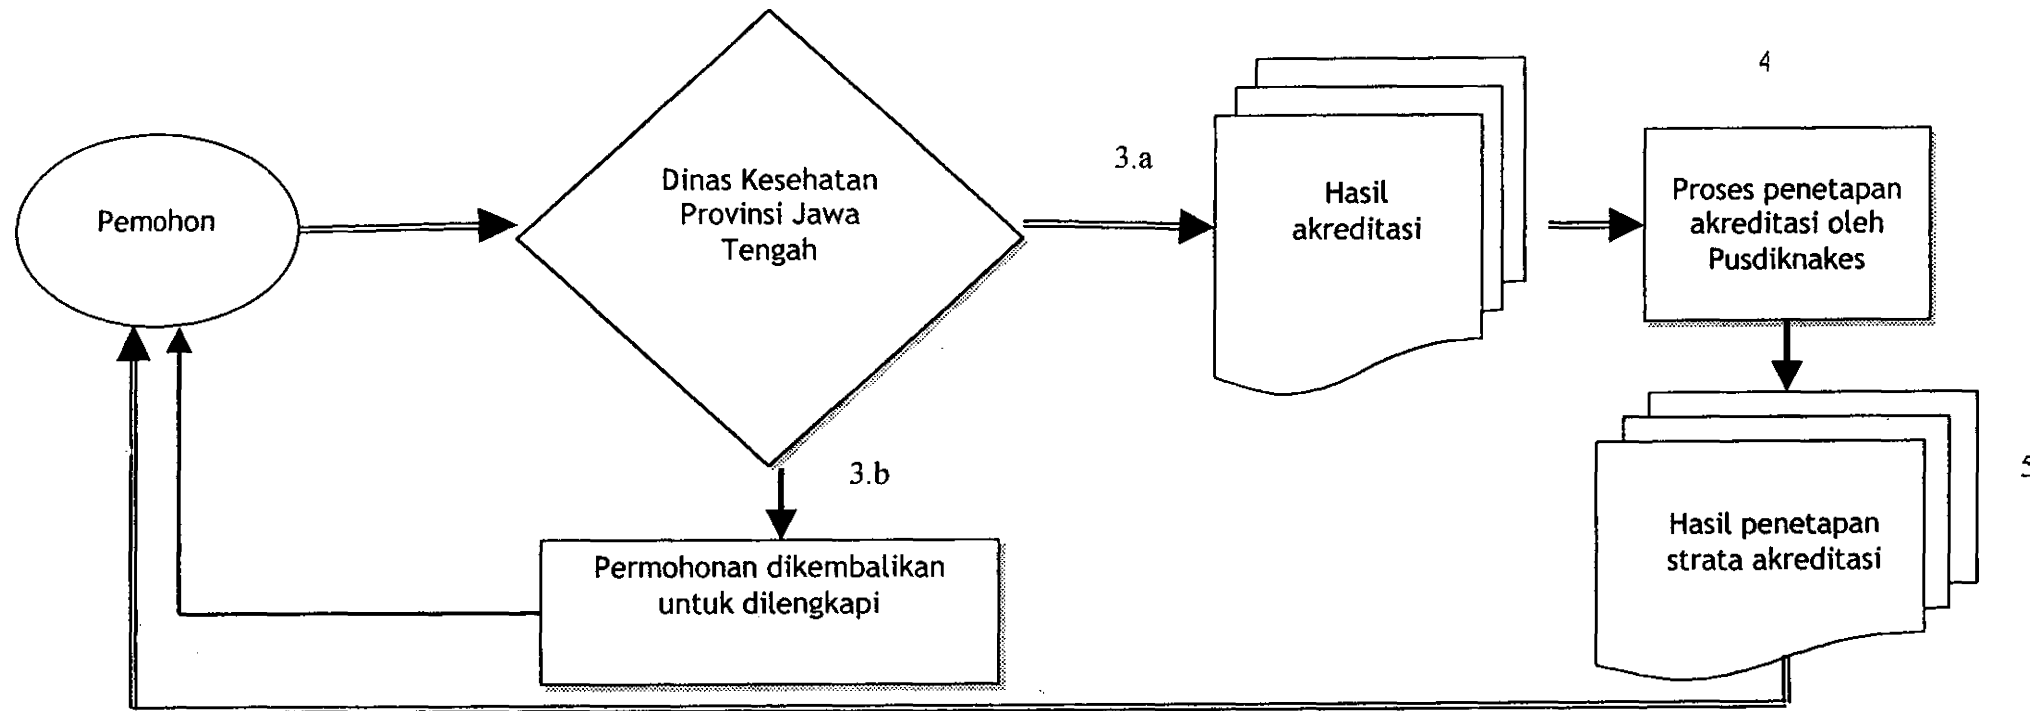 4
3.a
Pemohon
Dinas Kesehatan
Provinsi Jawa
Tengah
Hasil
akreditasi
Proses penetapan
akreditasi oleh
Pusdiknakes
3.b
5
Hasil penetapan
strata akreditasi
Permohonan dikembalikan
untuk dilengkapi